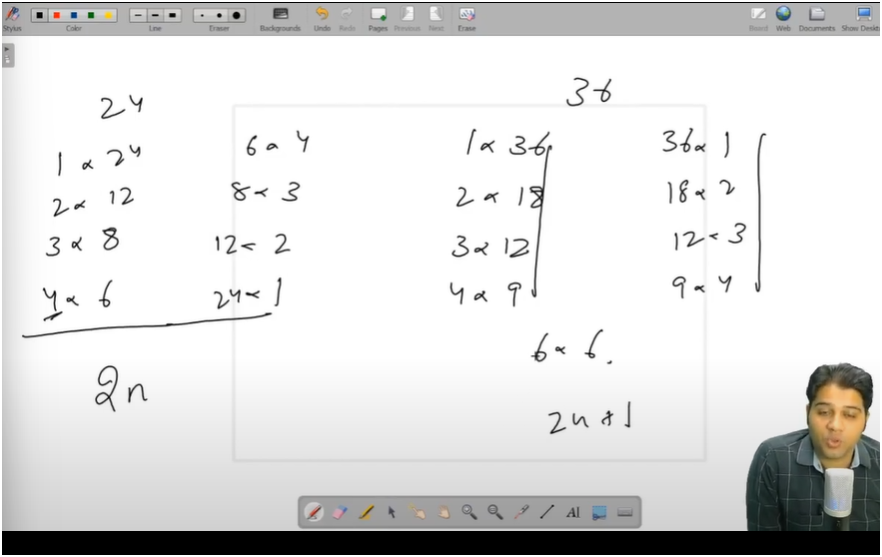 Stylus
Color
Line
Eraser
Backgrounds
Undo
Redo
Pages
Previous
Next
Erase
Board
Web
Documents
Show Deskt
24
1 × 24
2 × 12
3 × 8
4 × 6
6 × 4
8 × 3
12 × 2
24 × 1
2n
36
1 × 36
2 × 18
3 × 12
4 × 9
36 × 1
18 × 2
12 × 3
9 × 4
6 × 6.
2n + 1
AI